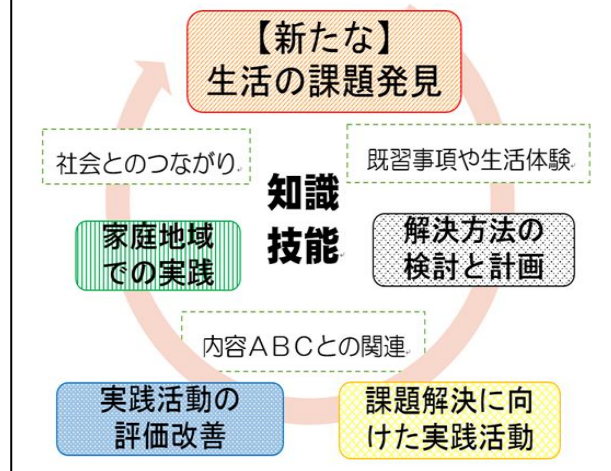 【新たな】
生活の課題発見
社会とのつながり
既習事項や生活体験
知識
技能
家庭地域
での実践
解決方法の
検討と計画
内容ＡＢＣとの関連
実践活動の
評価改善
課題解決に向
けた実践活動